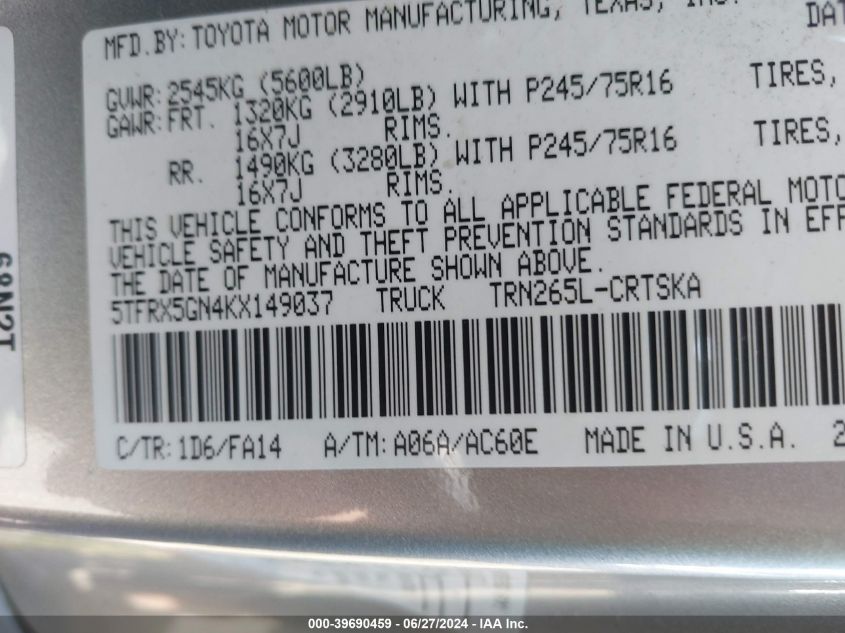 MFD.BY: TOYOTA MOTOR MANUFACTURING, TEXAS, INC.
DAT
GVWR: 2545KG (5600LB)
GAWR: FRT. 1320KG (2910LB) WITH P245/75R16 TIRES,
16X7J RIMS.
RR. 1490KG (3280LB) WITH P245/75R16 TIRES,
16X7J RIMS.
THIS VEHICLE CONFORMS TO ALL APPLICABLE FEDERAL MOTO
VEHICLE SAFETY AND THEFT PREVENTION STANDARDS IN EFF
THE DATE OF MANUFACTURE SHOWN ABOVE.
5TFRX5GN4KX149037 TRUCK TRN265L-CRTSKA
C/TR: 1D6/FA14 A/TM: A06A/AC60E MADE IN U.S.A. 2
68N2T
000-39690459 - 06/27/2024 - IAA Inc.